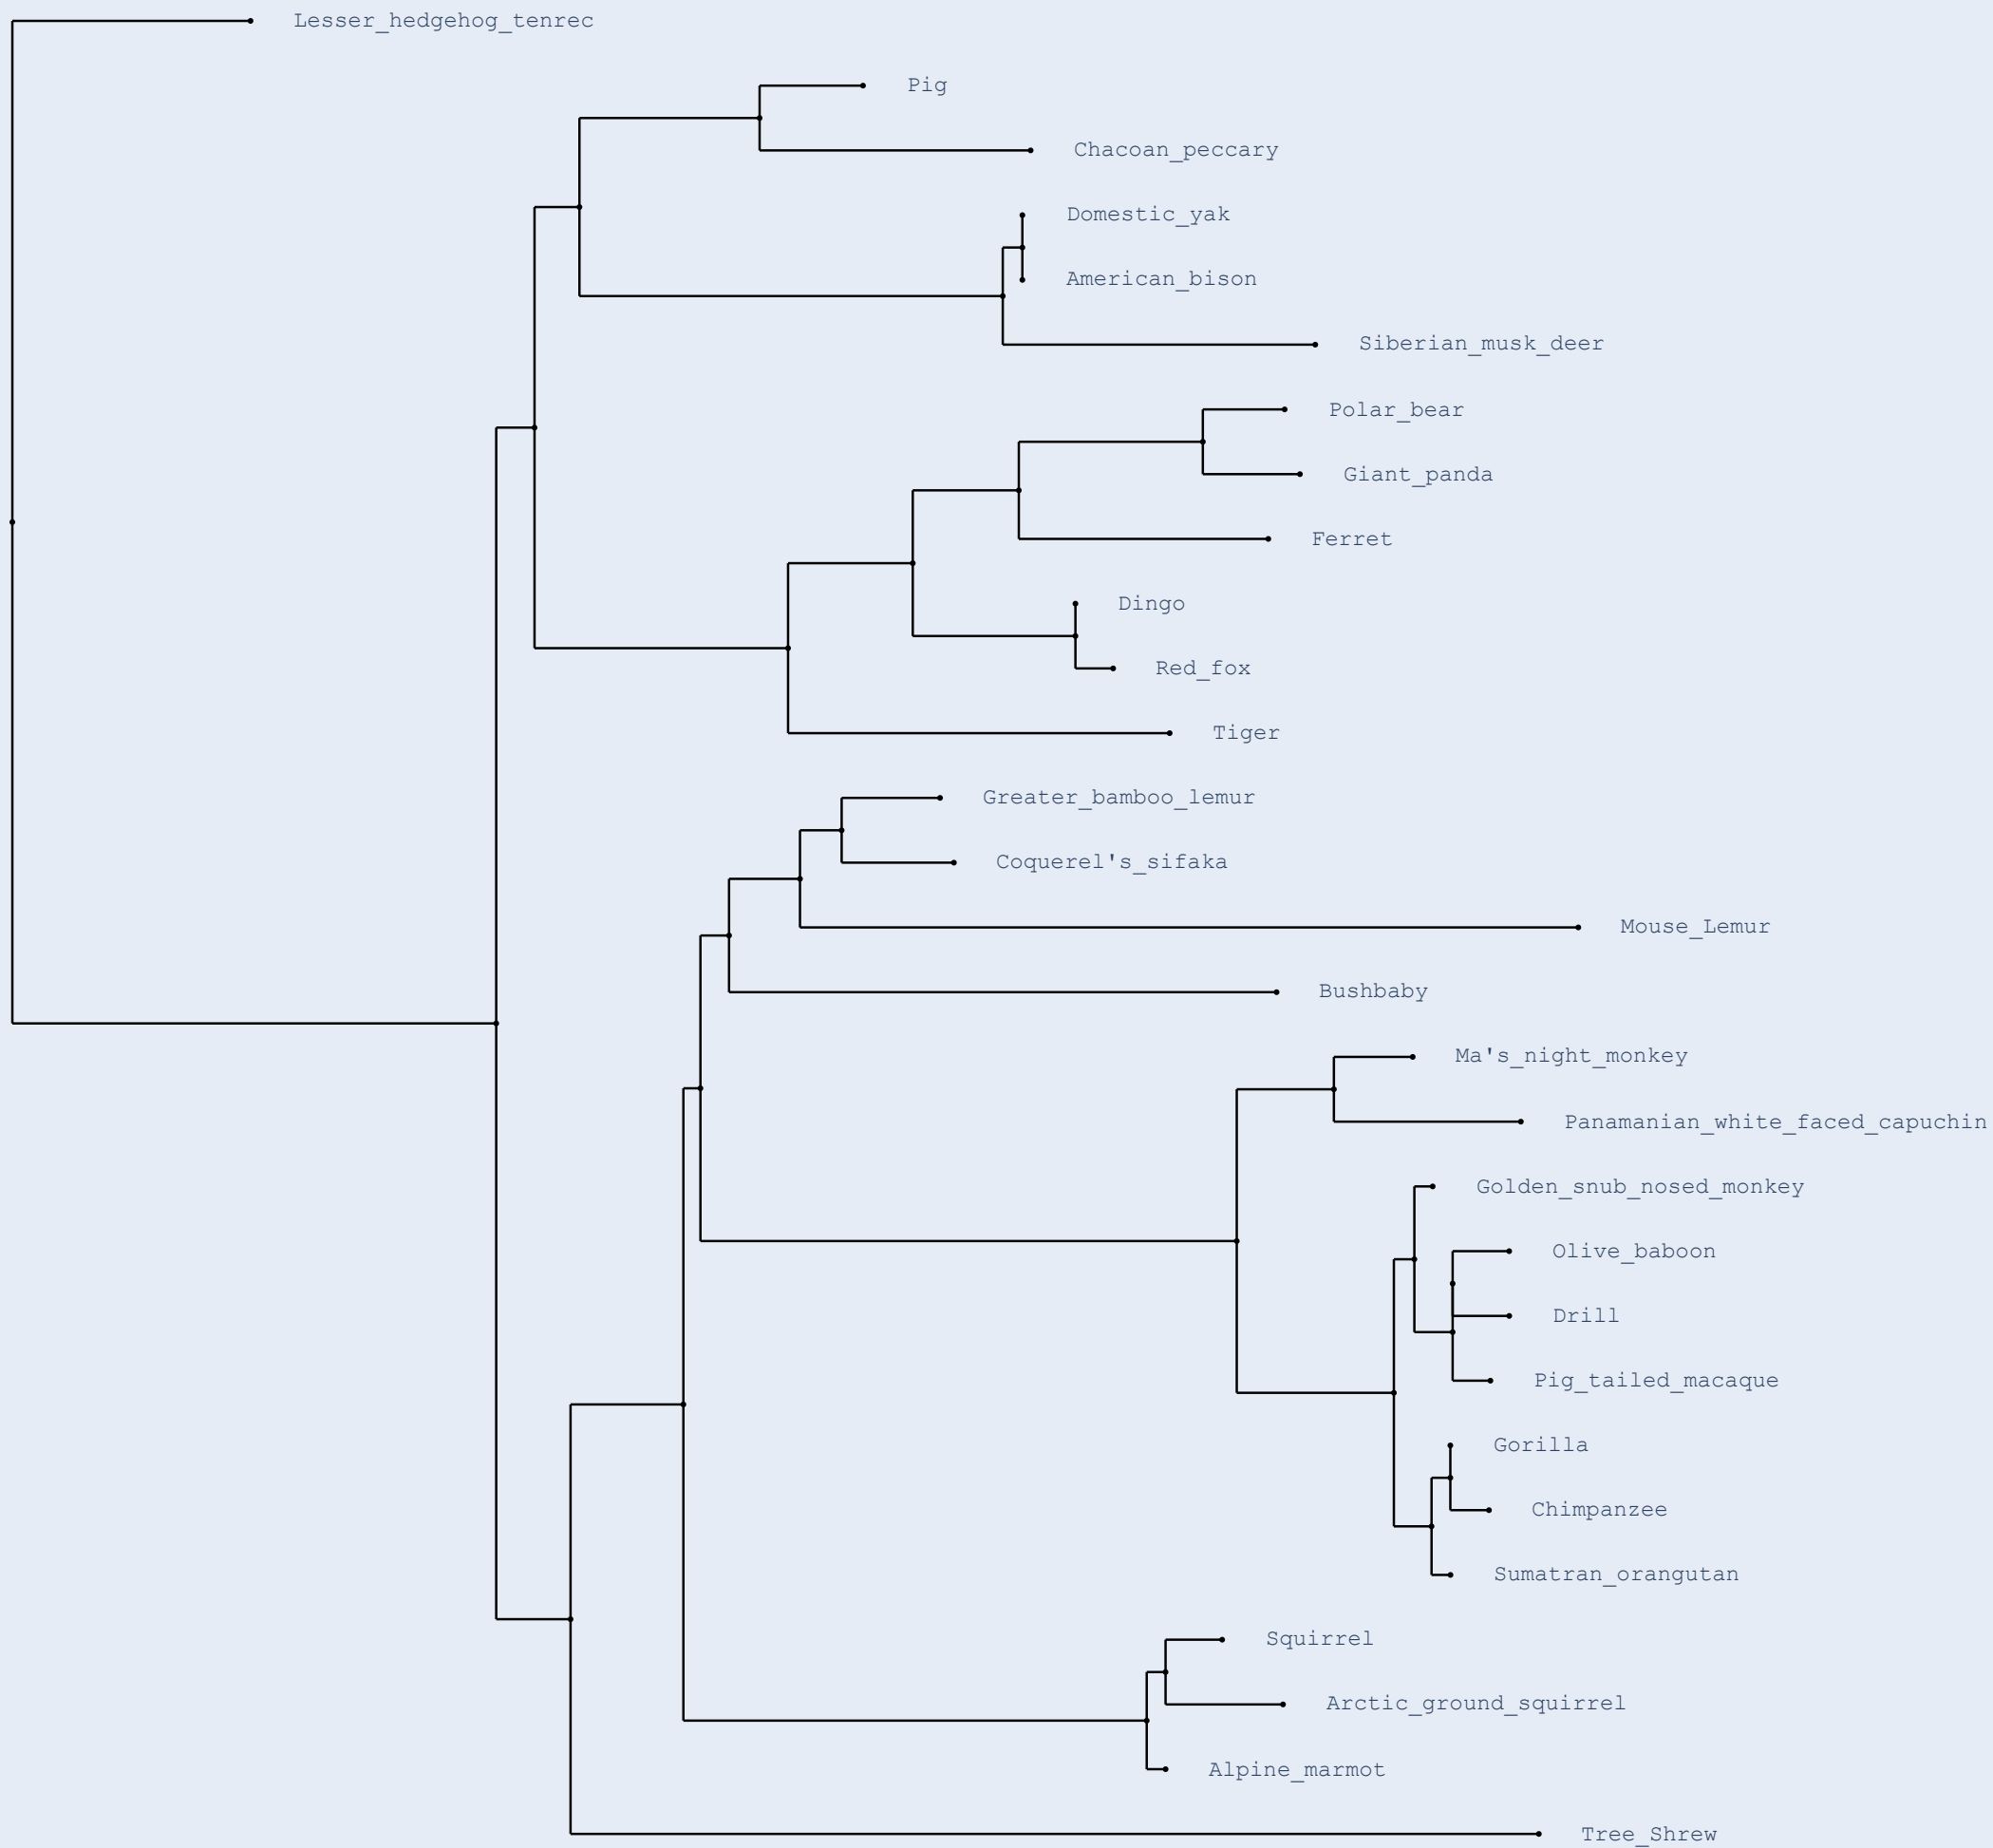 Lesser_hedgehog_tenrec
Pig
Chacoan_peccary
Domestic_yak
American_bison
Siberian_musk_deer
Polar_bear
Giant_panda
Ferret
Dingo
Red_fox
Tiger
Greater_bamboo_lemur
Coquerel's_sifaka
Mouse_Lemur
Bushbaby
Ma's_night_monkey
Panamanian_white_faced_capuchin
Golden_snub_nosed_monkey
Olive_baboon
Drill
Pig_tailed_macaque
Gorilla
Chimpanzee
Sumatran_orangutan
Squirrel
Arctic_ground_squirrel
Alpine_marmot
Tree_Shrew